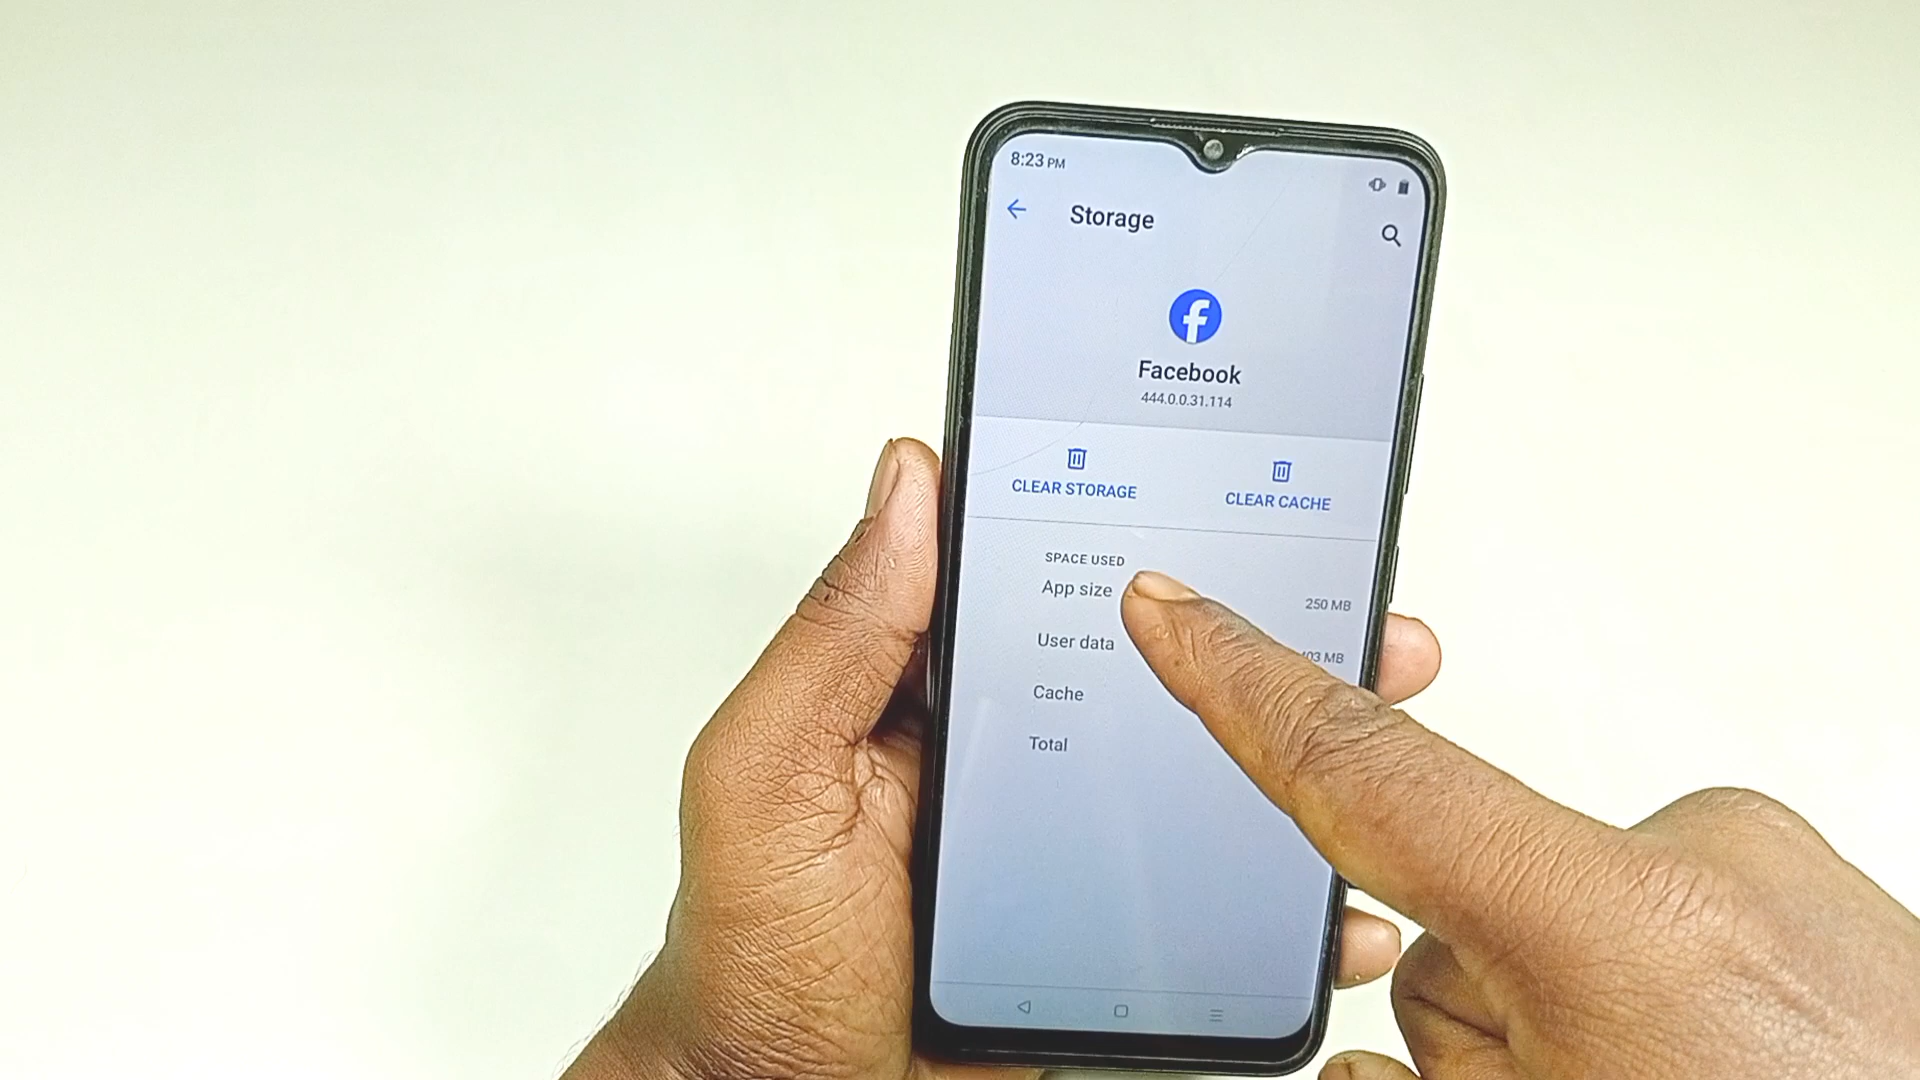 8:23 PM
Storage
Facebook
444.0.0.31.114
CLEAR STORAGE
CLEAR CACHE
SPACE USED
App size
250 MB
User data
MB
Cache
Total